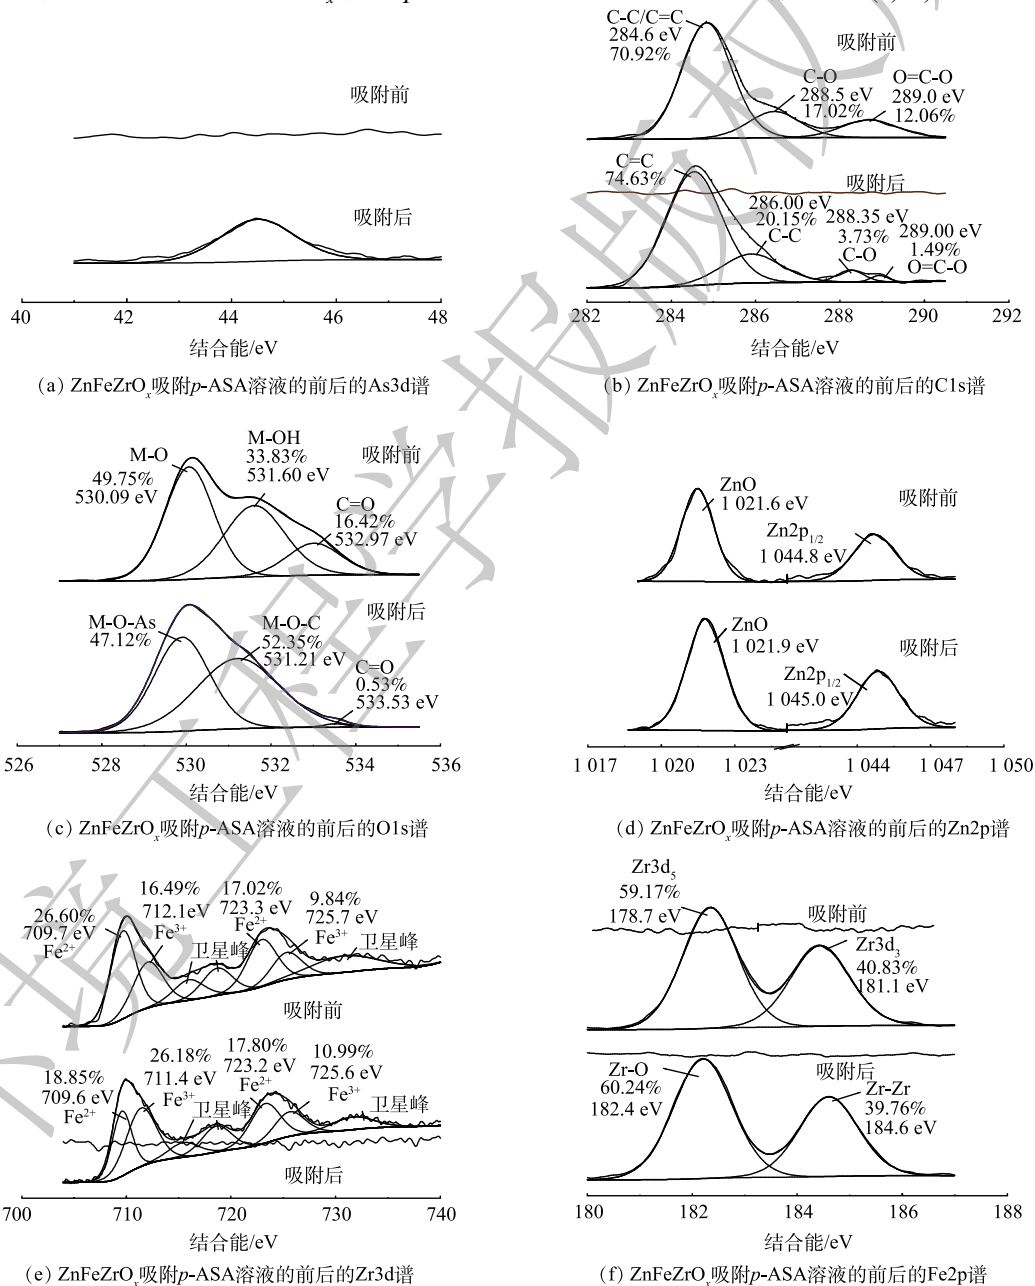 吸附前
吸附后
40 42 44 46 48
结合能/eV
(a) ZnFeZrOx吸附p-ASA溶液的前后的As3d谱
C-C/C=C
284.6 eV
70.92%
吸附前
C-O
288.5 eV
17.02%
O=C-O
289.0 eV
12.06%
C=C
74.63%
吸附后
286.00 eV
20.15%
C-C
288.35 eV
3.73%
C-O
289.00 eV
1.49%
O=C-O
282 284 286 288 290 292
结合能/eV
(b) ZnFeZrOx吸附p-ASA溶液的前后的C1s谱
M-O
49.75%
530.09 eV
M-OH
33.83%
531.60 eV
吸附前
C=O
16.42%
532.97 eV
吸附后
M-O-As
47.12%
M-O-C
52.35%
531.21 eV
C=O
0.53%
533.53 eV
526 528 530 532 534 536
结合能/eV
(c) ZnFeZrOx吸附p-ASA溶液的前后的O1s谱
ZnO
1 021.6 eV
吸附前
Zn2p1/2
1 044.8 eV
ZnO
1 021.9 eV
吸附后
Zn2p1/2
1 045.0 eV
1 017 1 020 1 023 1 044 1 047 1 050
结合能/eV
(d) ZnFeZrOx吸附p-ASA溶液的前后的Zn2p谱
26.60%
709.7 eV
Fe2+
16.49%
712.1eV
Fe3+
卫星峰
17.02%
723.3 eV
Fe2+
9.84%
725.7 eV
Fe3+
卫星峰
吸附前
18.85%
709.6 eV
Fe2+
26.18%
711.4 eV
Fe3+
卫星峰
17.80%
723.2 eV
Fe2+
10.99%
725.6 eV
Fe3+
卫星峰
吸附后
700 710 720 730 740
结合能/eV
(e) ZnFeZrOx吸附p-ASA溶液的前后的Zr3d谱
Zr3d5
59.17%
178.7 eV
吸附前
Zr3d3
40.83%
181.1 eV
Zr-O
60.24%
182.4 eV
吸附后
Zr-Zr
39.76%
184.6 eV
180 182 184 186 188
结合能/eV
(f) ZnFeZrOx吸附p-ASA溶液的前后的Fe2p谱
境工程学报版权